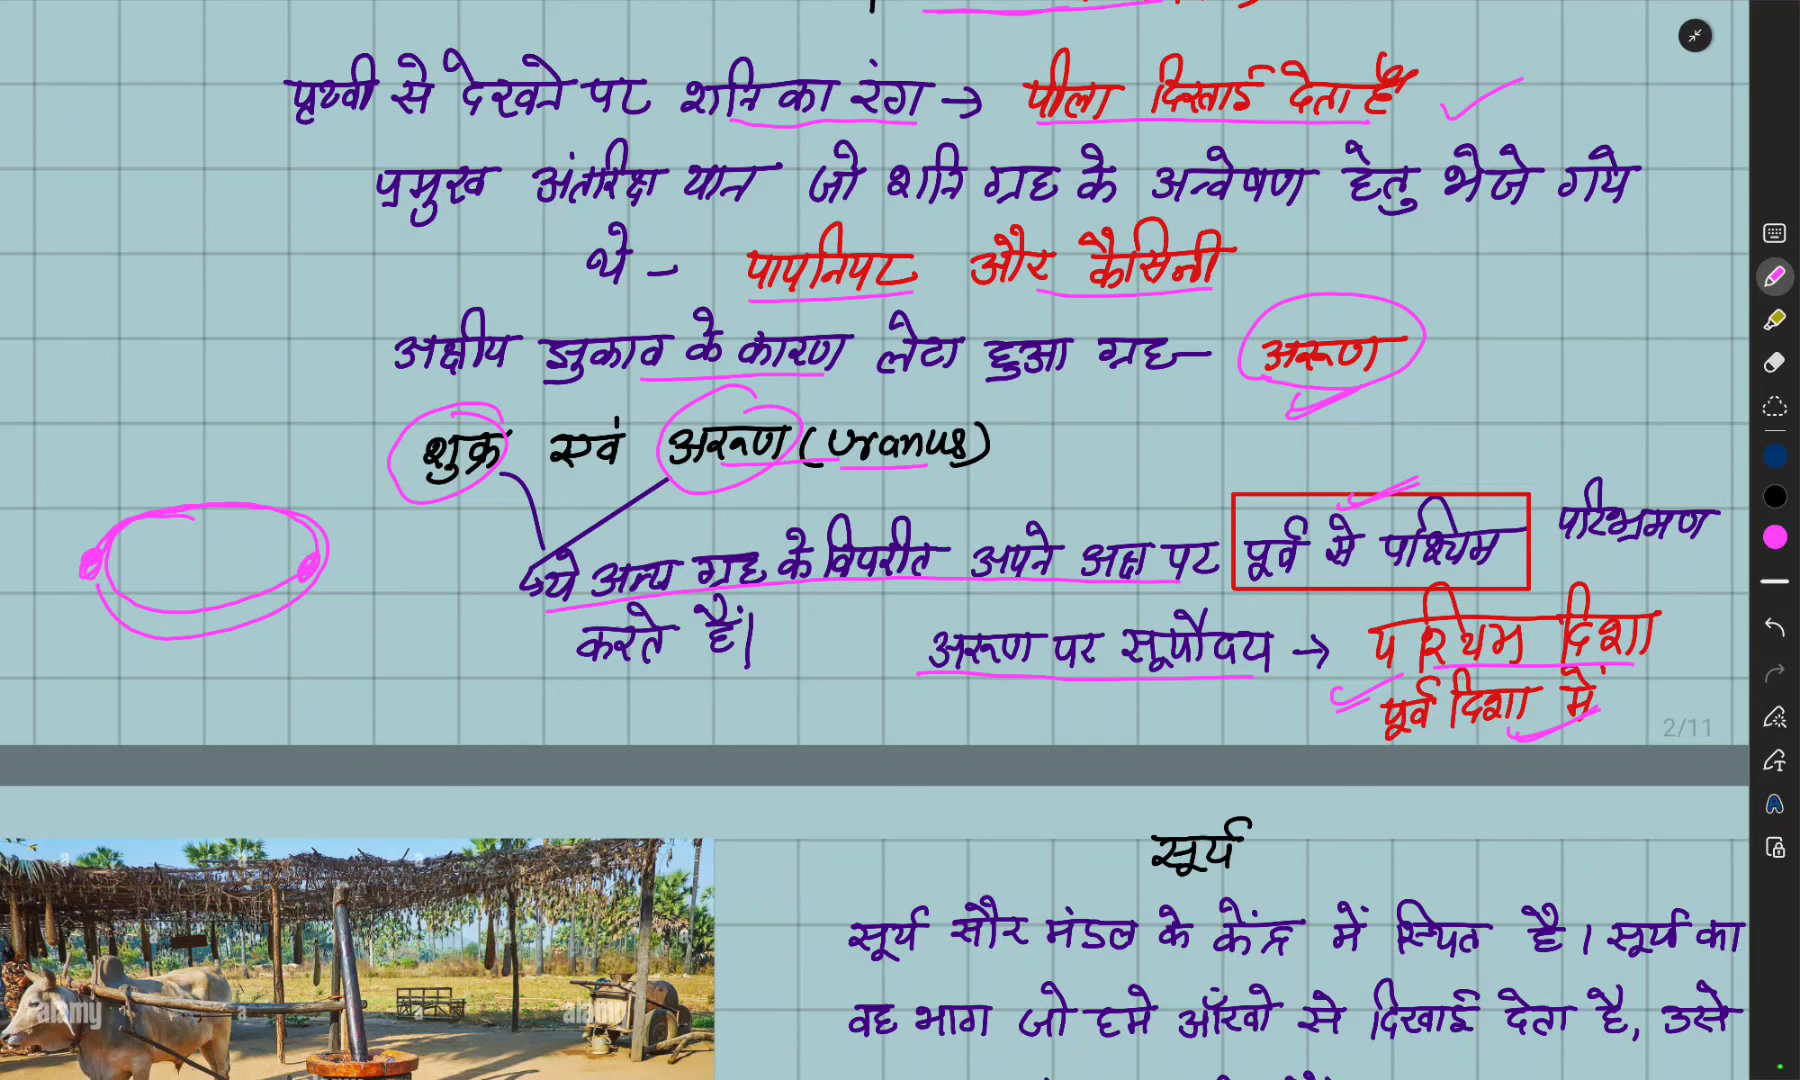 पृथ्वी से देखने पर शनि का रंग → पीला दिखाई देता है
प्रमुख अंतरिक्ष यान जो शनि ग्रह के अन्वेषण हेतु भेजे गये
थे - पायनियर और कैसिनी
अक्षीय झुकाव के कारण लेटा हुआ ग्रह - अरूण
शुक्र एवं अरूण (Uranus)
ये अन्य ग्रह के विपरीत अपने अक्ष पर पूर्व से पश्चिम परिभ्रमण
करते हैं।
अरूण पर सूर्योदय → पश्चिम दिशा
पूर्व दिशा में
2/11
सूर्य
सूर्य सौर मंडल के केंद्र में स्थित है। सूर्य का
वह भाग जो हमे आँखो से दिखाई देता है, उसे
alamy
alamy